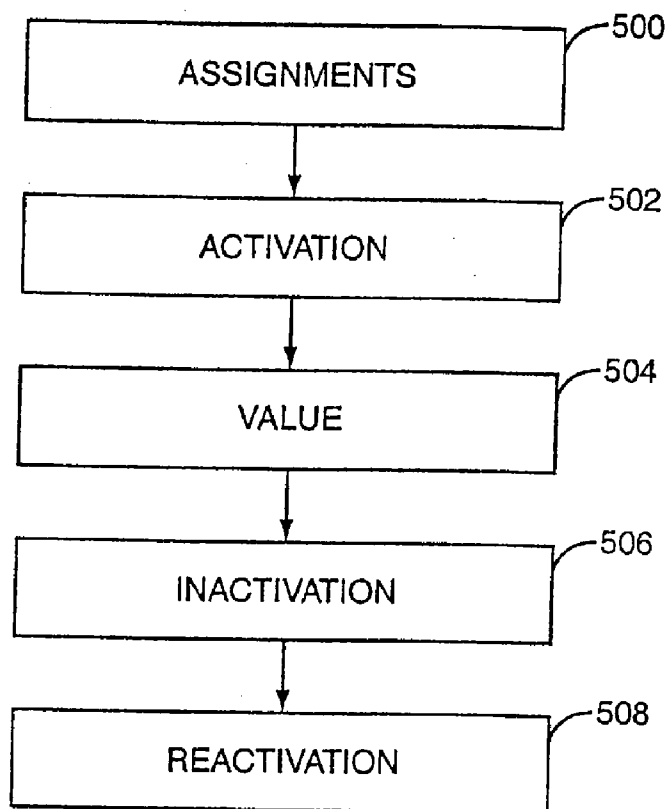 500
ASSIGNMENTS
502
ACTIVATION
504
VALUE
506
INACTIVATION
508
REACTIVATION